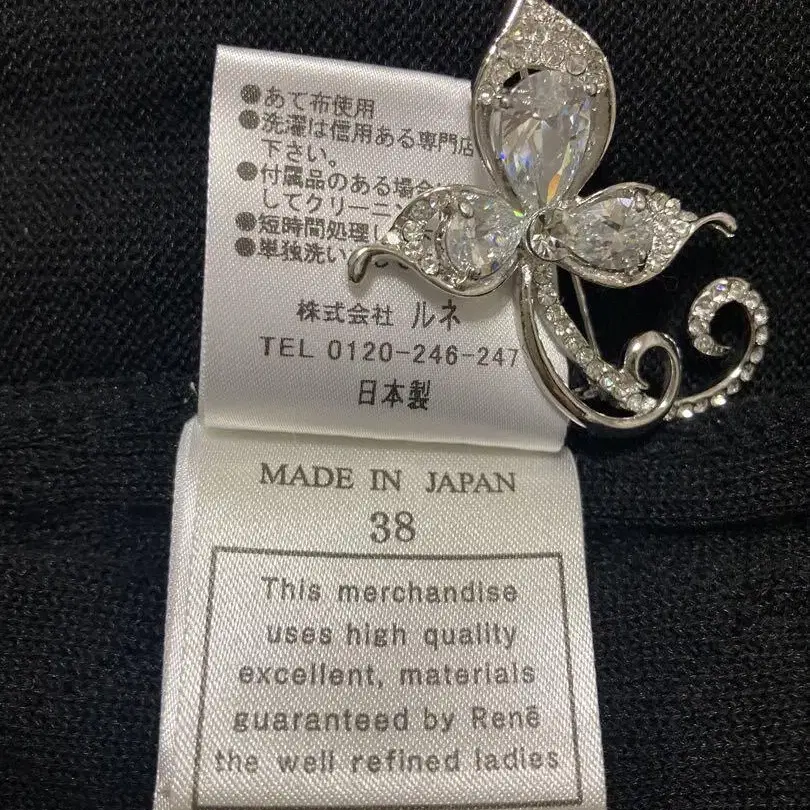 ●あて布使用
●洗濯は信用ある専門店
下さい。
●付属品のある場合
してクリーニン
●短時間処理し
●単独洗い
株式会社 ルネ
TEL 0120-246-247
日本製
MADE IN JAPAN
38
This merchandise
uses high quality
excellent, materials
guaranteed by René
the well refined ladies